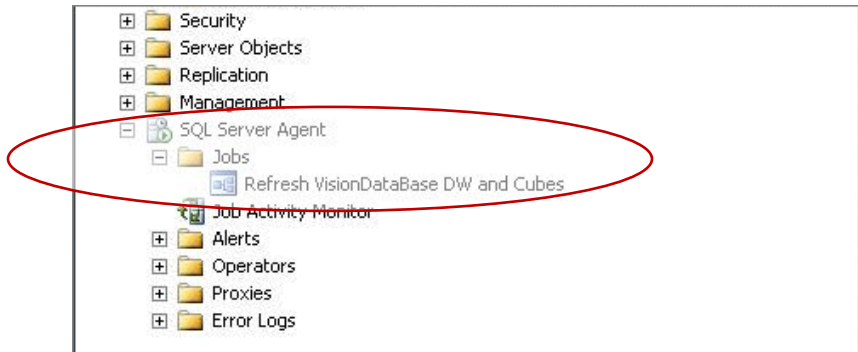 Security
Server Objects
Replication
Management
SQL Server Agent
Jobs
Refresh VisionDataBase DW and Cubes
Job Activity Monitor
Alerts
Operators
Proxies
Error Logs